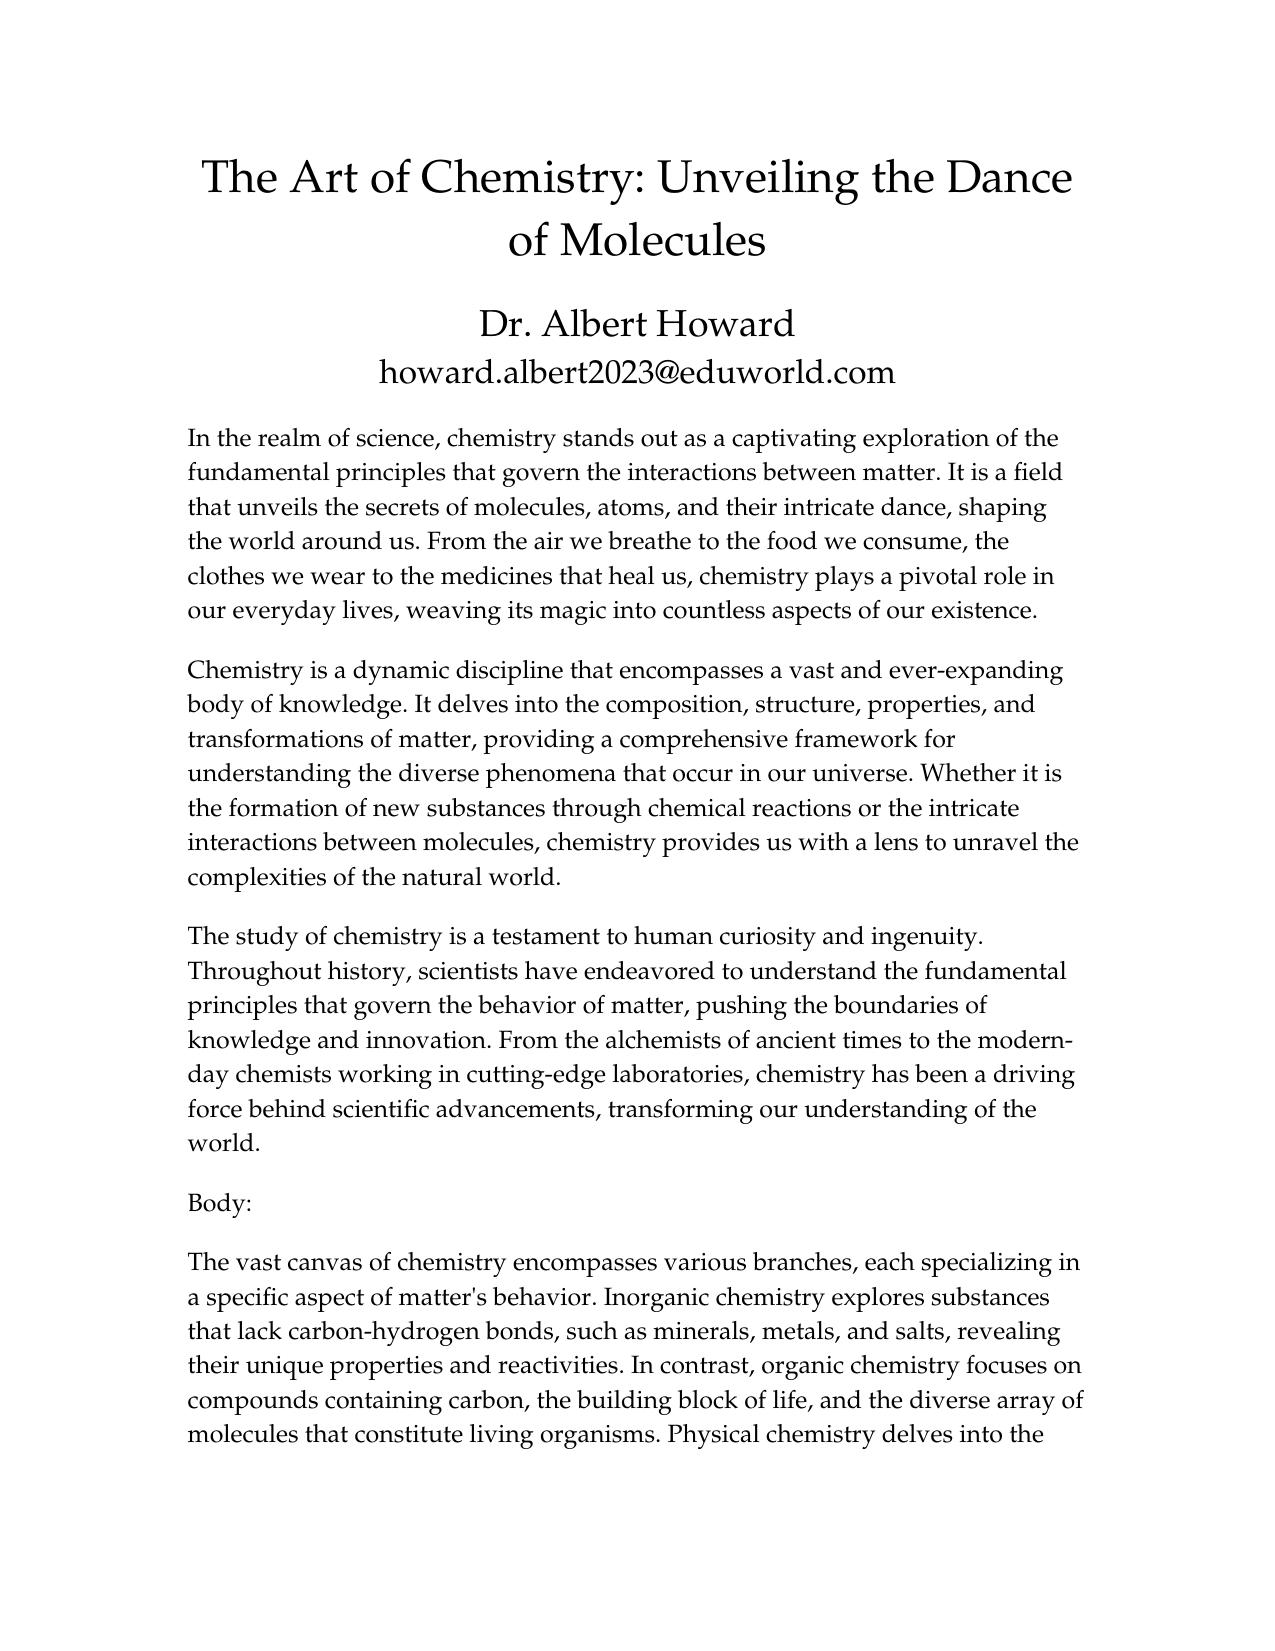 The Art of Chemistry: Unveiling the Dance
of Molecules
Dr. Albert Howard
howard.albert2023@eduworld.com
In the realm of science, chemistry stands out as a captivating exploration of the
fundamental principles that govern the interactions between matter. It is a field
that unveils the secrets of molecules, atoms, and their intricate dance, shaping
the world around us. From the air we breathe to the food we consume, the
clothes we wear to the medicines that heal us, chemistry plays a pivotal role in
our everyday lives, weaving its magic into countless aspects of our existence.
Chemistry is a dynamic discipline that encompasses a vast and ever-expanding
body of knowledge. It delves into the composition, structure, properties, and
transformations of matter, providing a comprehensive framework for
understanding the diverse phenomena that occur in our universe. Whether it is
the formation of new substances through chemical reactions or the intricate
interactions between molecules, chemistry provides us with a lens to unravel the
complexities of the natural world.
The study of chemistry is a testament to human curiosity and ingenuity.
Throughout history, scientists have endeavored to understand the fundamental
principles that govern the behavior of matter, pushing the boundaries of
knowledge and innovation. From the alchemists of ancient times to the modern-
day chemists working in cutting-edge laboratories, chemistry has been a driving
force behind scientific advancements, transforming our understanding of the
world.
Body:
The vast canvas of chemistry encompasses various branches, each specializing in
a specific aspect of matter's behavior. Inorganic chemistry explores substances
that lack carbon-hydrogen bonds, such as minerals, metals, and salts, revealing
their unique properties and reactivities. In contrast, organic chemistry focuses on
compounds containing carbon, the building block of life, and the diverse array of
molecules that constitute living organisms. Physical chemistry delves into the